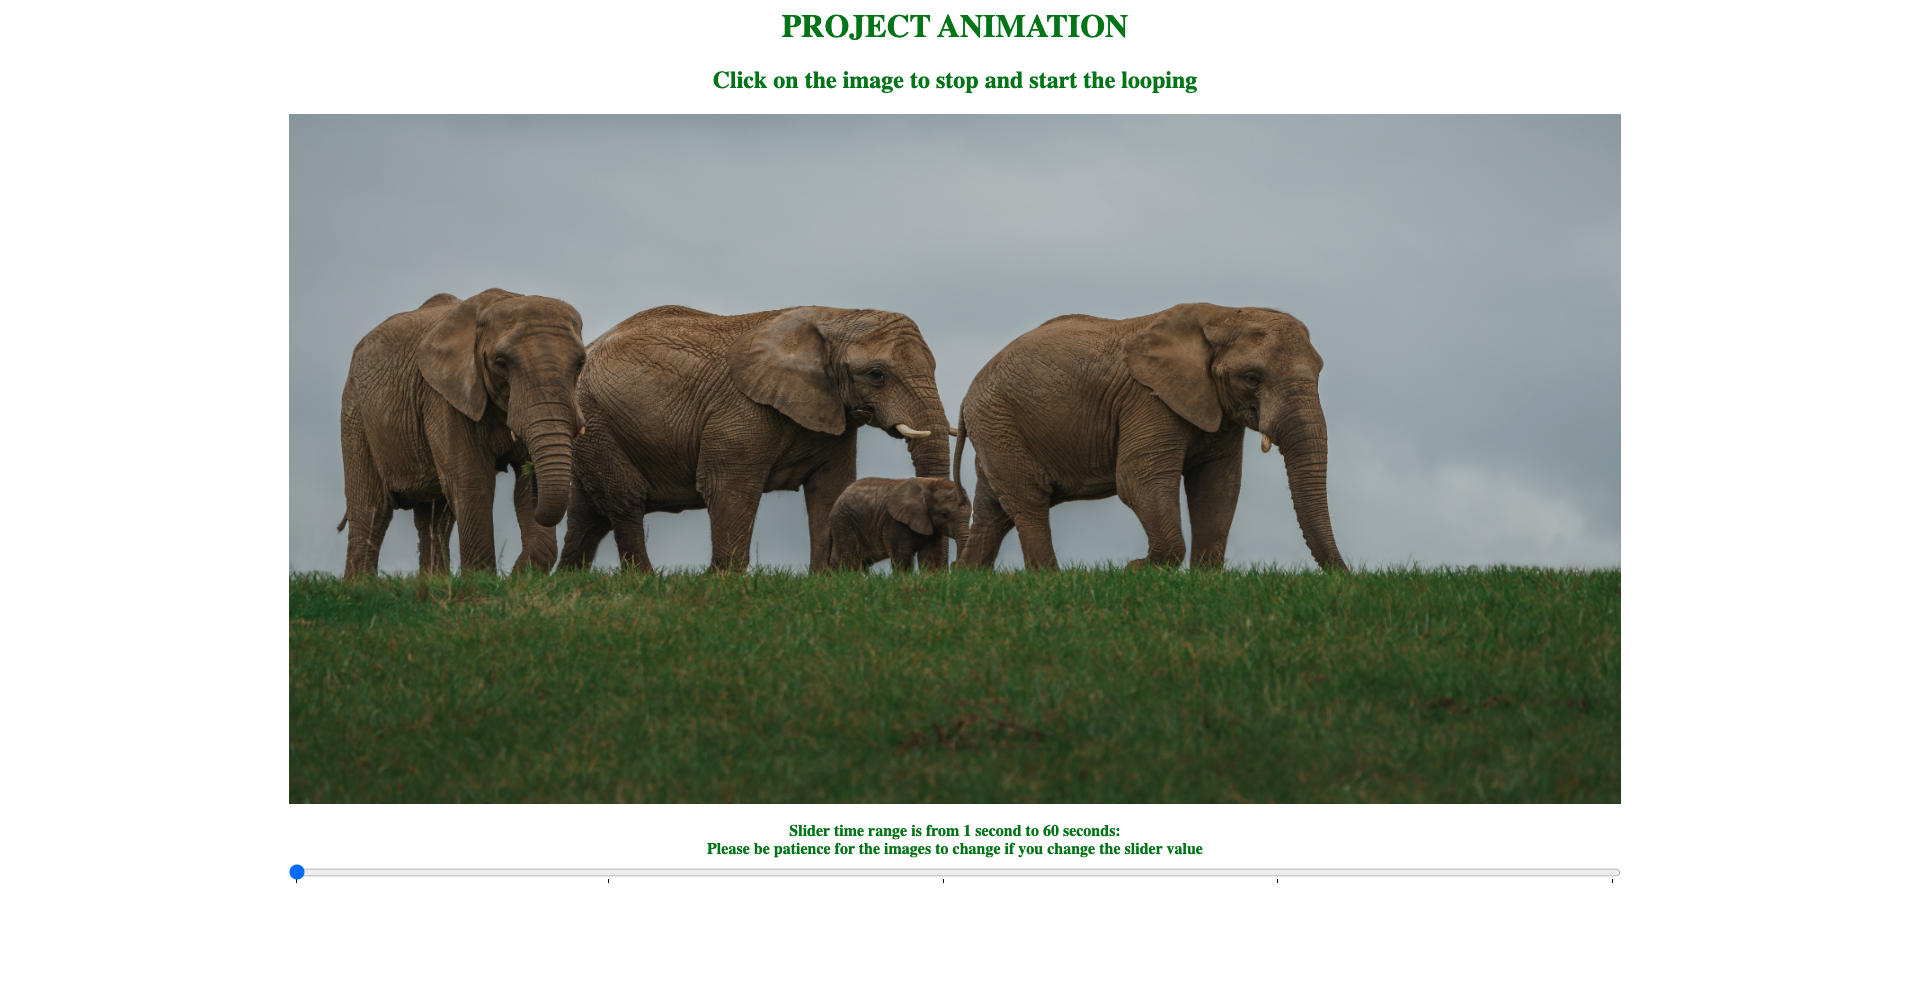 PROJECT ANIMATION
Click on the image to stop and start the looping
Slider time range is from 1 second to 60 seconds:
Please be patience for the images to change if you change the slider value